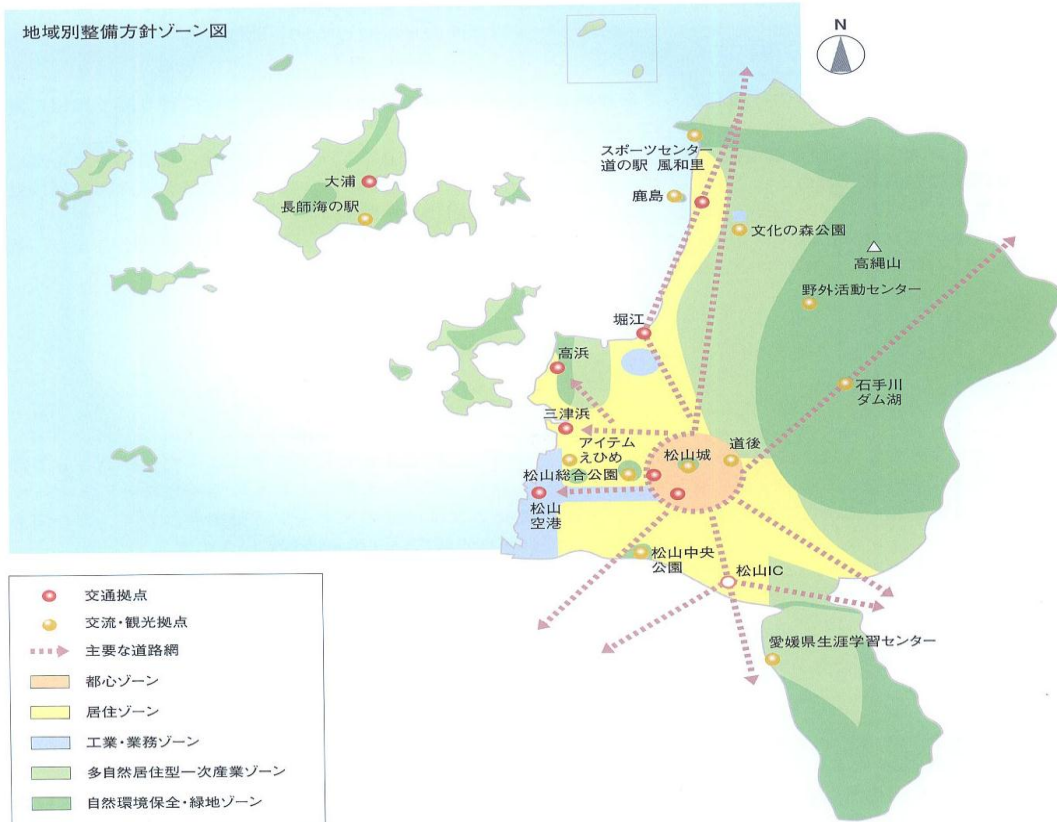 地域別整備方針ゾーン図
N
スポーツセンター
道の駅 風和里
大浦
鹿島
長師海の駅
文化の森公園
高縄山
野外活動センター
堀江
高浜
石手川
ダム湖
三津浜
アイテム
えひめ
松山城
道後
松山総合公園
松山
空港
松山中央
公園
松山IC
愛媛県生涯学習センター
交通拠点
交流・観光拠点
主要な道路網
都心ゾーン
居住ゾーン
工業・業務ゾーン
多自然居住型一次産業ゾーン
自然環境保全・緑地ゾーン